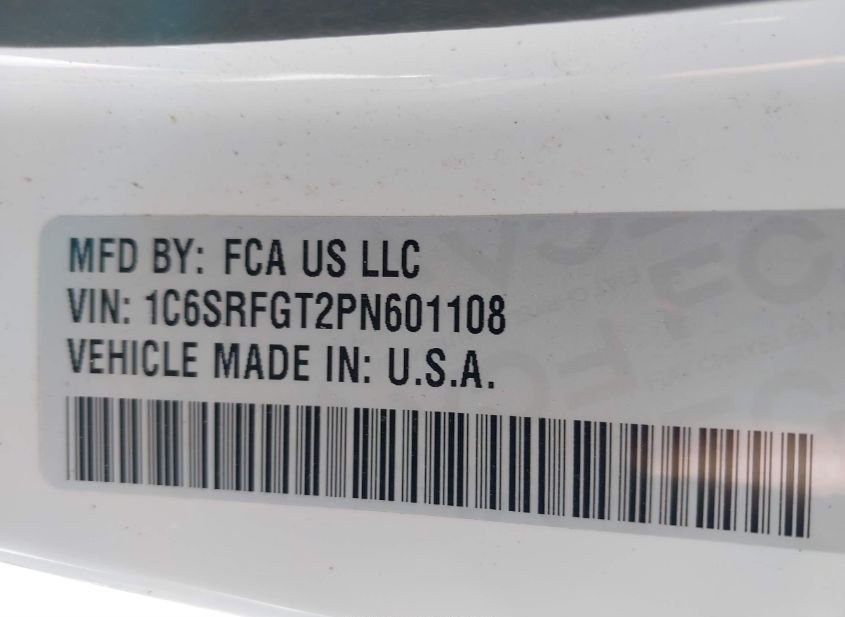 MFD BY: FCA US LLC
VIN: 1C6SRFGT2PN601108
VEHICLE MADE IN: U.S.A.